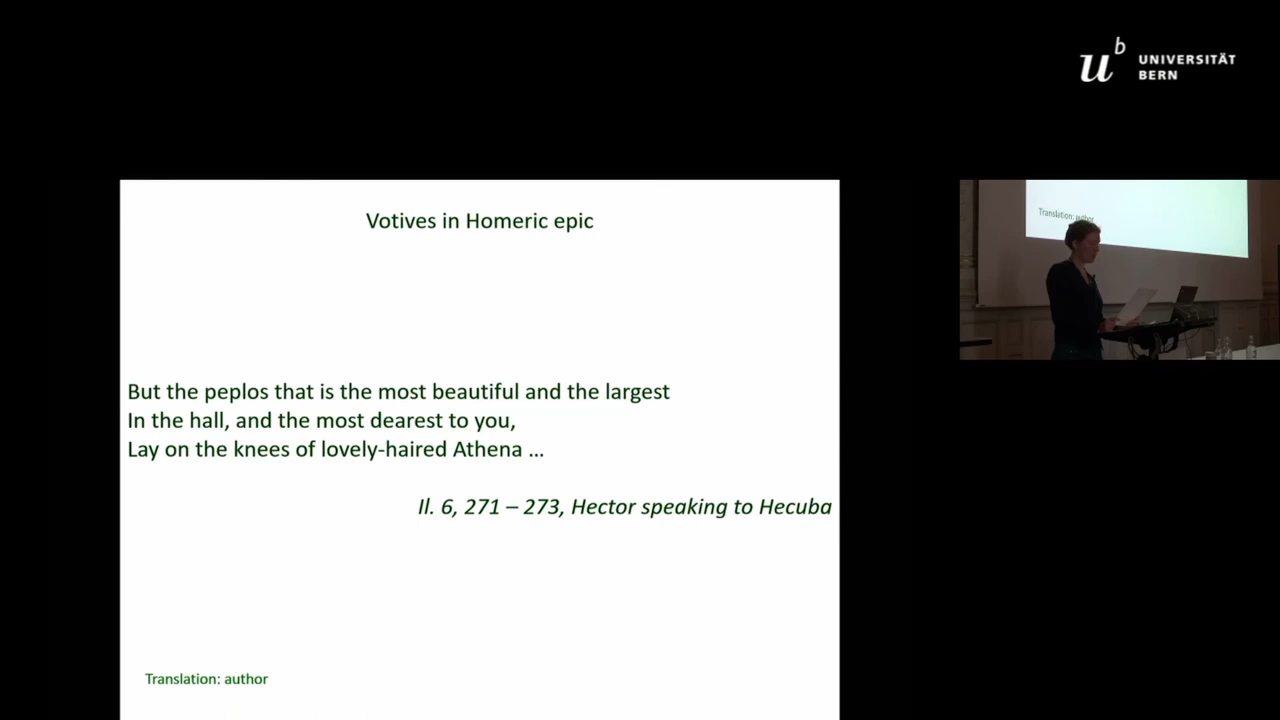 u^b UNIVERSITÄT
BERN
Votives in Homeric epic
But the peplos that is the most beautiful and the largest
In the hall, and the most dearest to you,
Lay on the knees of lovely-haired Athena ...
Il. 6, 271 – 273, Hector speaking to Hecuba
Translation: author
Translation: author